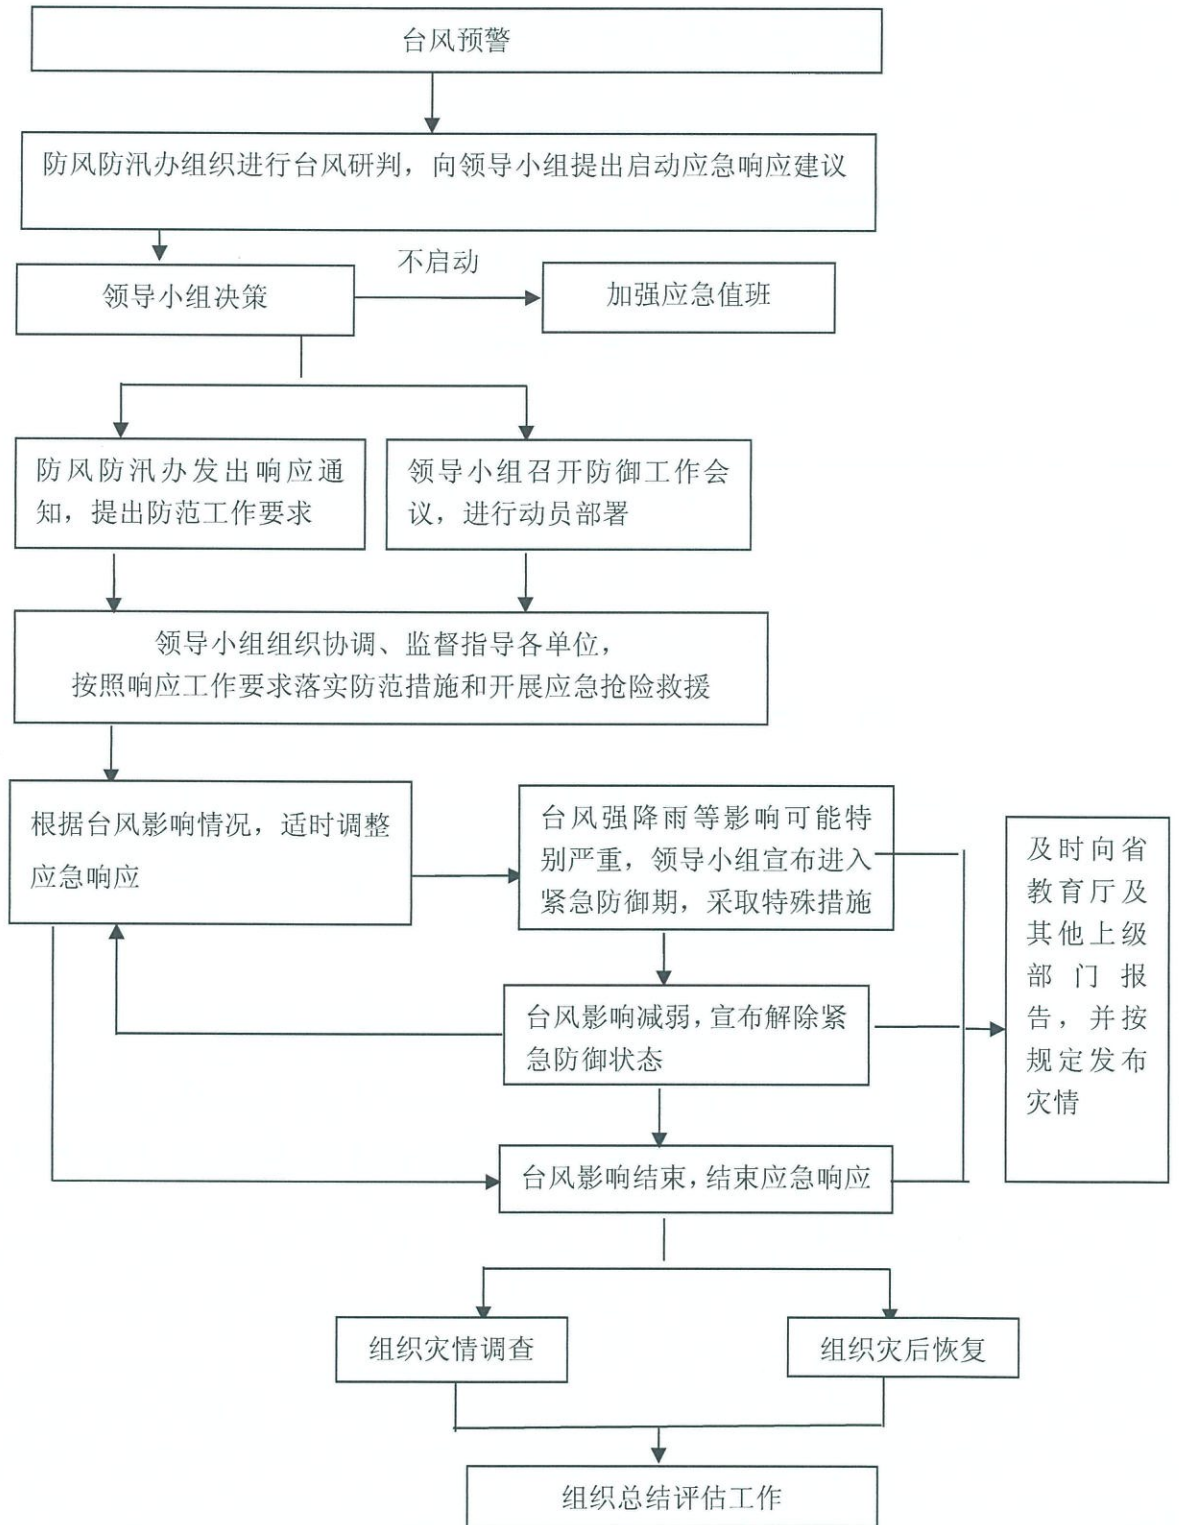 台风预警
防风防汛办组织进行台风研判，向领导小组提出启动应急响应建议
不启动
领导小组决策
加强应急值班
防风防汛办发出响应通
知，提出防范工作要求
领导小组召开防御工作会
议，进行动员部署
领导小组组织协调、监督指导各单位，
按照响应工作要求落实防范措施和开展应急抢险救援
根据台风影响情况，适时调整
应急响应
台风强降雨等影响可能特
别严重，领导小组宣布进入
紧急防御期，采取特殊措施
及时向省
教育厅及
其他上级
部门报
告，并按
规定发布
灾情
台风影响减弱，宣布解除紧
急防御状态
台风影响结束，结束应急响应
组织灾情调查
组织灾后恢复
组织总结评估工作